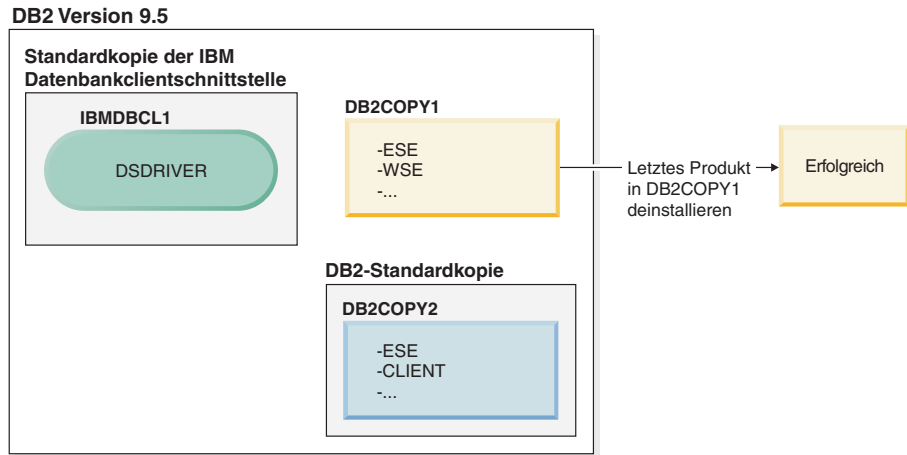 DB2 Version 9.5
Standardkopie der IBM
Datenbankclientschnittstelle
IBMDBCL1
DSDRIVER
DB2COPY1
-ESE
-WSE
-...
Letztes Produkt
in DB2COPY1
deinstallieren
Erfolgreich
DB2-Standardkopie
DB2COPY2
-ESE
-CLIENT
-...